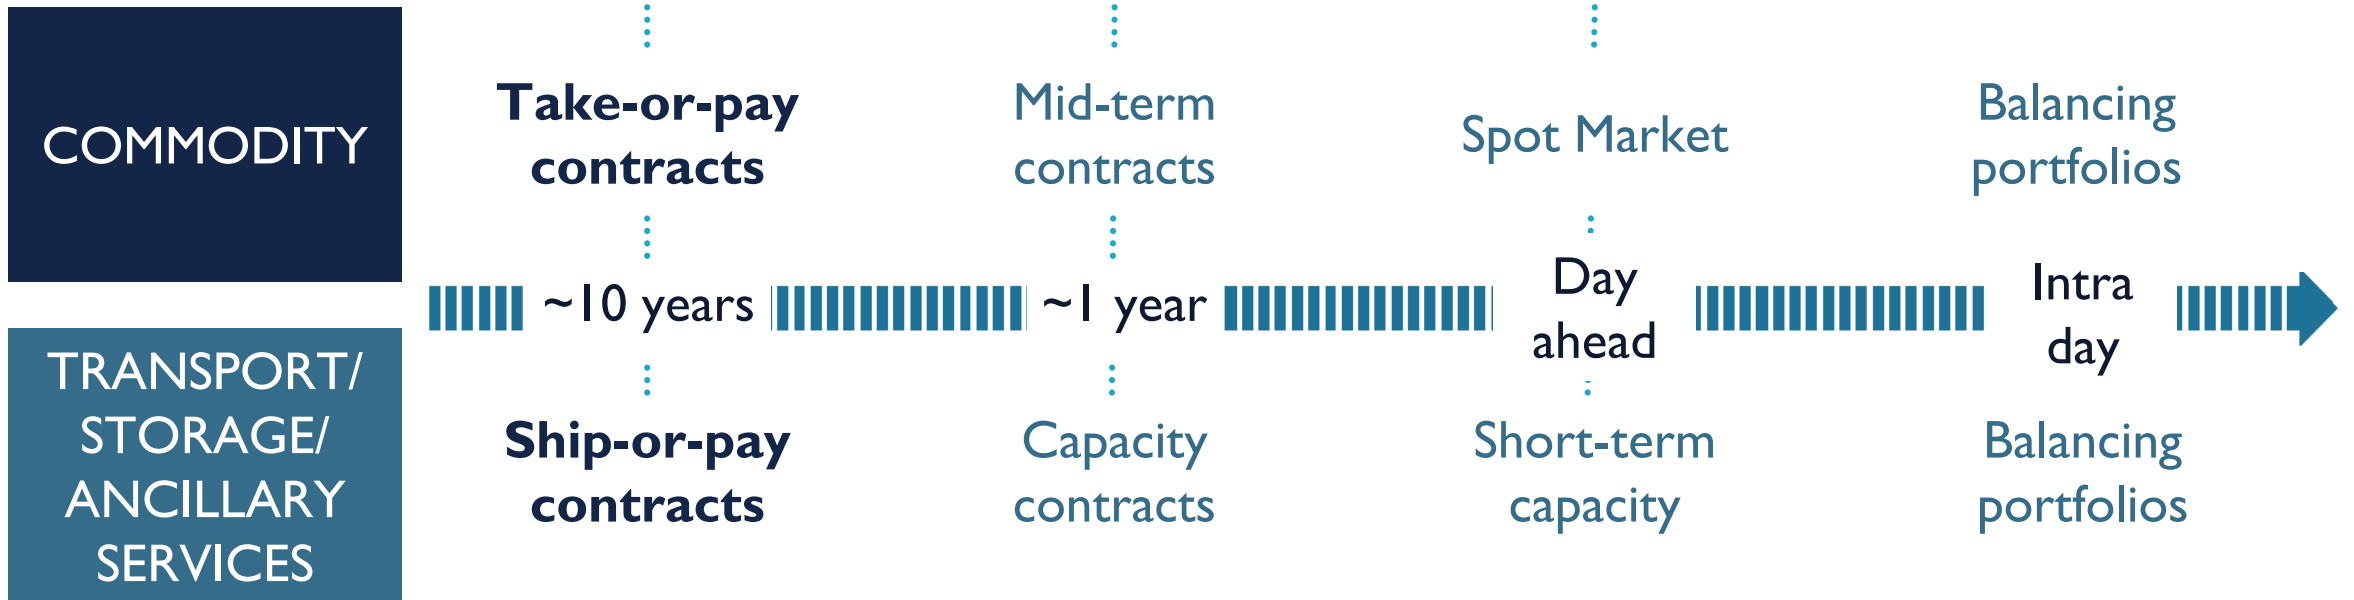 COMMODITY
Take-or-pay
contracts
Mid-term
contracts
Spot Market
Balancing
portfolios
~10 years
~1 year
Day
ahead
Intra
day
TRANSPORT/
STORAGE/
ANCILLARY
SERVICES
Ship-or-pay
contracts
Capacity
contracts
Short-term
capacity
Balancing
portfolios